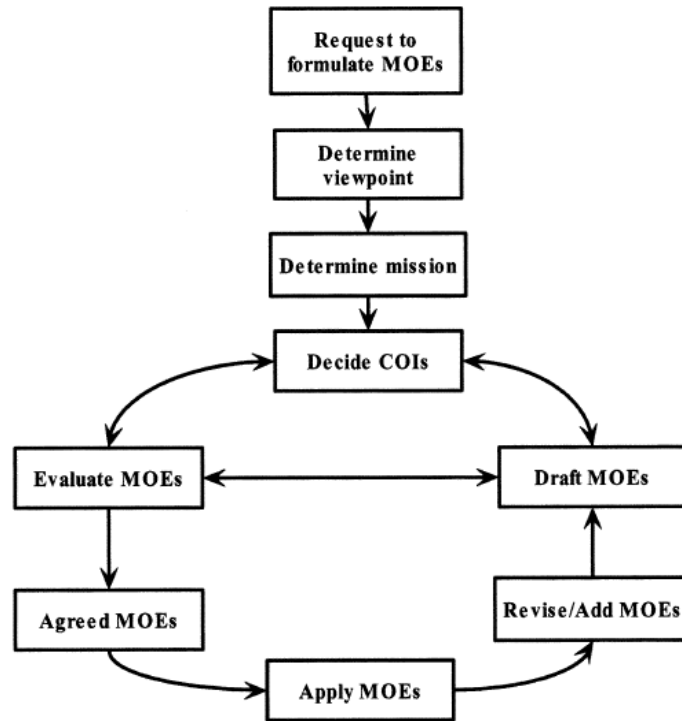 Request to
formulate MOEs
Determine
viewpoint
Determine mission
Decide COIs
Evaluate MOEs
Draft MOEs
Agreed MOEs
Revise/Add MOEs
Apply MOEs